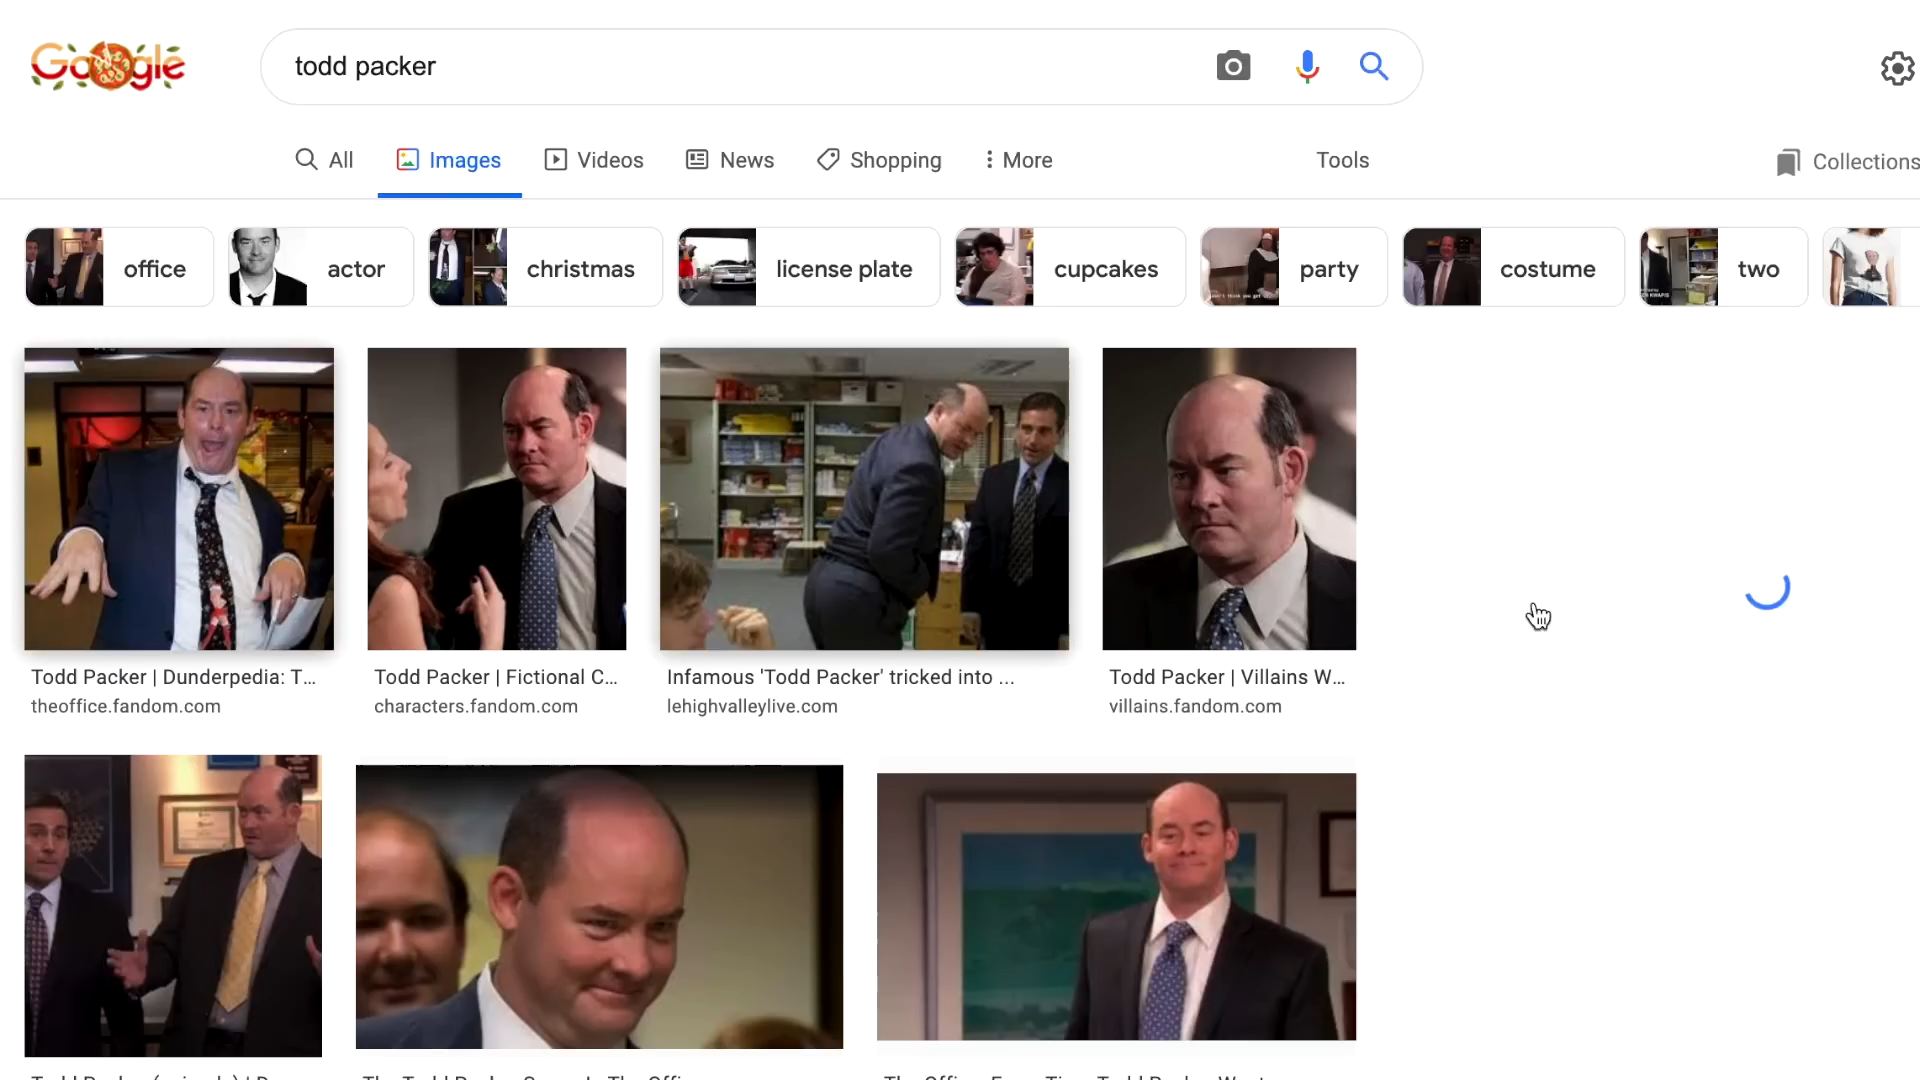 Google
todd packer
All
Images
Videos
News
Shopping
More
Tools
Collections
office
actor
christmas
license plate
cupcakes
party
costume
two
Todd Packer | Dunderpedia: T...
theoffice.fandom.com
Todd Packer | Fictional C...
characters.fandom.com
Infamous 'Todd Packer' tricked into ...
lehighvalleylive.com
Todd Packer | Villains W...
villains.fandom.com